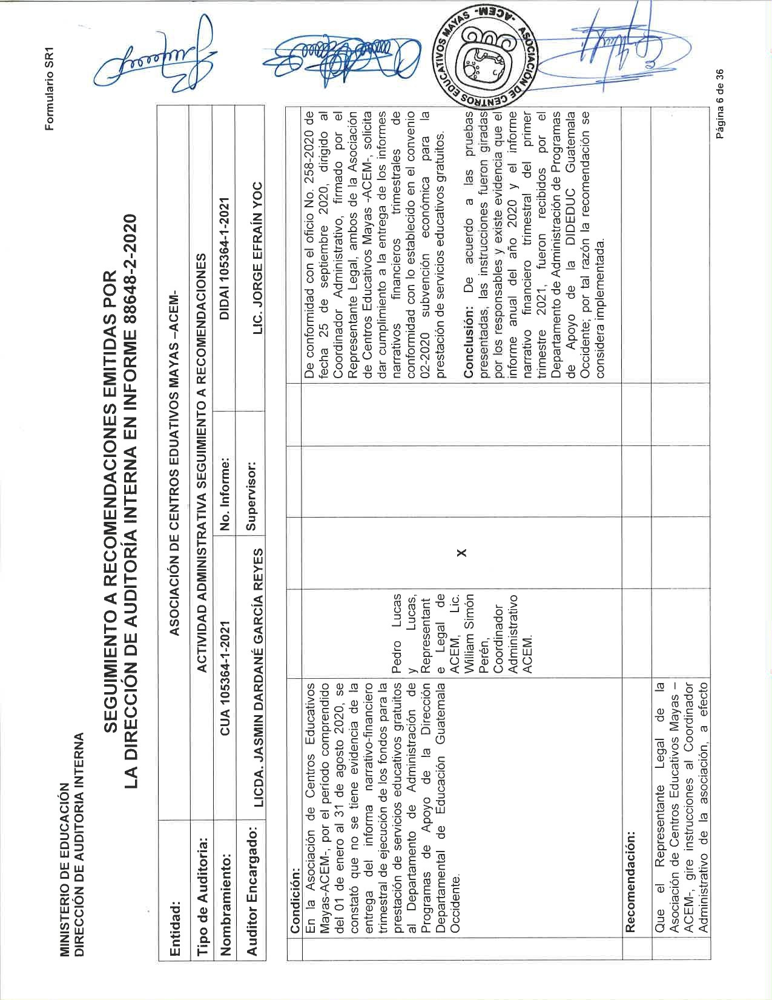 Formulario SR1
MINISTERIO DE EDUCACIÓN
DIRECCIÓN DE AUDITORIA INTERNA
SEGUIMIENTO A RECOMENDACIONES EMITIDAS POR
LA DIRECCIÓN DE AUDITORÍA INTERNA EN INFORME 88648-2-2020
Entidad: ASOCIACIÓN DE CENTROS EDUATIVOS MAYAS –ACEM-
Tipo de Auditoria: ACTIVIDAD ADMINISTRATIVA SEGUIMIENTO A RECOMENDACIONES
Nombramiento: CUA 105364-1-2021 No. Informe: DIDAI 105364-1-2021
Auditor Encargado: LICDA. JASMIN DARDANÉ GARCÍA REYES Supervisor: LIC. JORGE EFRAÍN YOC
Condición:
En la Asociación de Centros Educativos
Mayas-ACEM-, por el período comprendido
del 01 de enero al 31 de agosto 2020, se
constató que no se tiene evidencia de la
entrega del informa narrativo-financiero
trimestral de ejecución de los fondos para la
prestación de servicios educativos gratuitos
al Departamento de Administración de
Programas de Apoyo de la Dirección
Departamental de Educación Guatemala
Occidente.
Pedro Lucas
y Lucas,
Representant
e Legal de
ACEM, Lic.
William Simón
Perén,
Coordinador
Administrativo
ACEM.
X
De conformidad con el oficio No. 258-2020 de
fecha 25 de septiembre 2020, dirigido al
Coordinador Administrativo, firmado por el
Representante Legal, ambos de la Asociación
de Centros Educativos Mayas -ACEM-, solicita
dar cumplimiento a la entrega de los informes
narrativos financieros trimestrales de
conformidad con lo establecido en el convenio
02-2020 subvención económica para la
prestación de servicios educativos gratuitos.
Conclusión: De acuerdo a las pruebas
presentadas, las instrucciones fueron giradas
por los responsables y existe evidencia que el
informe anual del año 2020 y el informe
narrativo financiero trimestral del primer
trimestre 2021, fueron recibidos por el
Departamento de Administración de Programas
de Apoyo de la DIDEDUC Guatemala
Occidente; por tal razón la recomendación se
considera implementada.
Recomendación:
Que el Representante Legal de la
Asociación de Centros Educativos Mayas –
ACEM-, gire instrucciones al Coordinador
Administrativo de la asociación, a efecto
ASOCIACIÓN DE CENTROS EDUCATIVOS MAYAS -ACEM-
Página 6 de 36